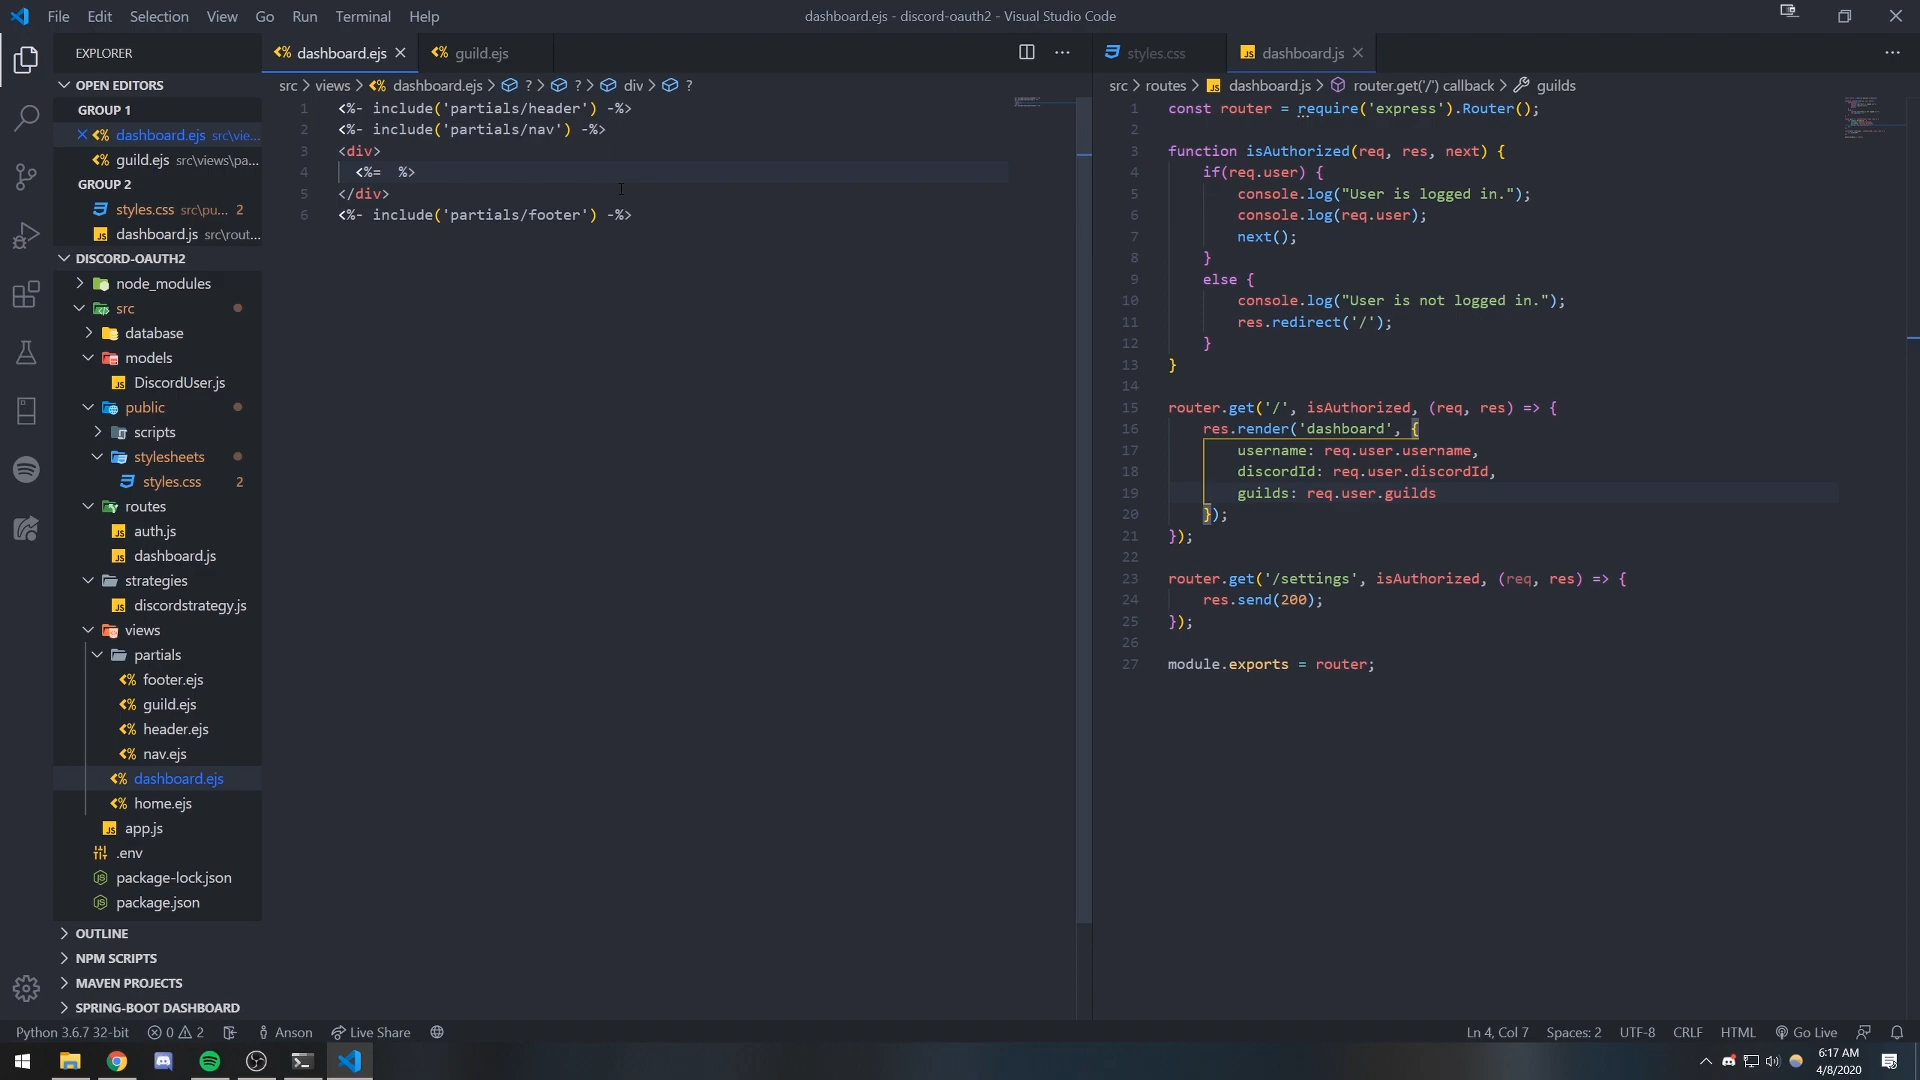 File Edit Selection View Go Run Terminal Help
dashboard.ejs - discord-oauth2 - Visual Studio Code
EXPLORER
OPEN EDITORS
GROUP 1
dashboard.ejs src\vie...
guild.ejs src\views\pa...
GROUP 2
styles.css src\pu... 2
dashboard.js src\rout...
DISCORD-OAUTH2
node_modules
src
database
models
DiscordUser.js
public
scripts
stylesheets
styles.css 2
routes
auth.js
dashboard.js
strategies
discordstrategy.js
views
partials
footer.ejs
guild.ejs
header.ejs
nav.ejs
dashboard.ejs
home.ejs
app.js
.env
package-lock.json
package.json
OUTLINE
NPM SCRIPTS
MAVEN PROJECTS
SPRING-BOOT DASHBOARD
dashboard.ejs guild.ejs
src > views > dashboard.ejs > ? > ? > div > ?
1 <%- include('partials/header') -%>
2 <%- include('partials/nav') -%>
3 <div>
4 <%=  %>
5 </div>
6 <%- include('partials/footer') -%>
styles.css dashboard.js
src > routes > dashboard.js > router.get('/') callback > guilds
1 const router = require('express').Router();
2
3 function isAuthorized(req, res, next) {
4 if(req.user) {
5 console.log("User is logged in.");
6 console.log(req.user);
7 next();
8 }
9 else {
10 console.log("User is not logged in.");
11 res.redirect('/');
12 }
13 }
14
15 router.get('/', isAuthorized, (req, res) => {
16 res.render('dashboard', {
17 username: req.user.username,
18 discordId: req.user.discordId,
19 guilds: req.user.guilds
20 });
21 });
22
23 router.get('/settings', isAuthorized, (req, res) => {
24 res.send(200);
25 });
26
27 module.exports = router;
Python 3.6.7 32-bit 0 2 Anson Live Share
Ln 4, Col 7 Spaces: 2 UTF-8 CRLF HTML Go Live
6:17 AM
4/8/2020